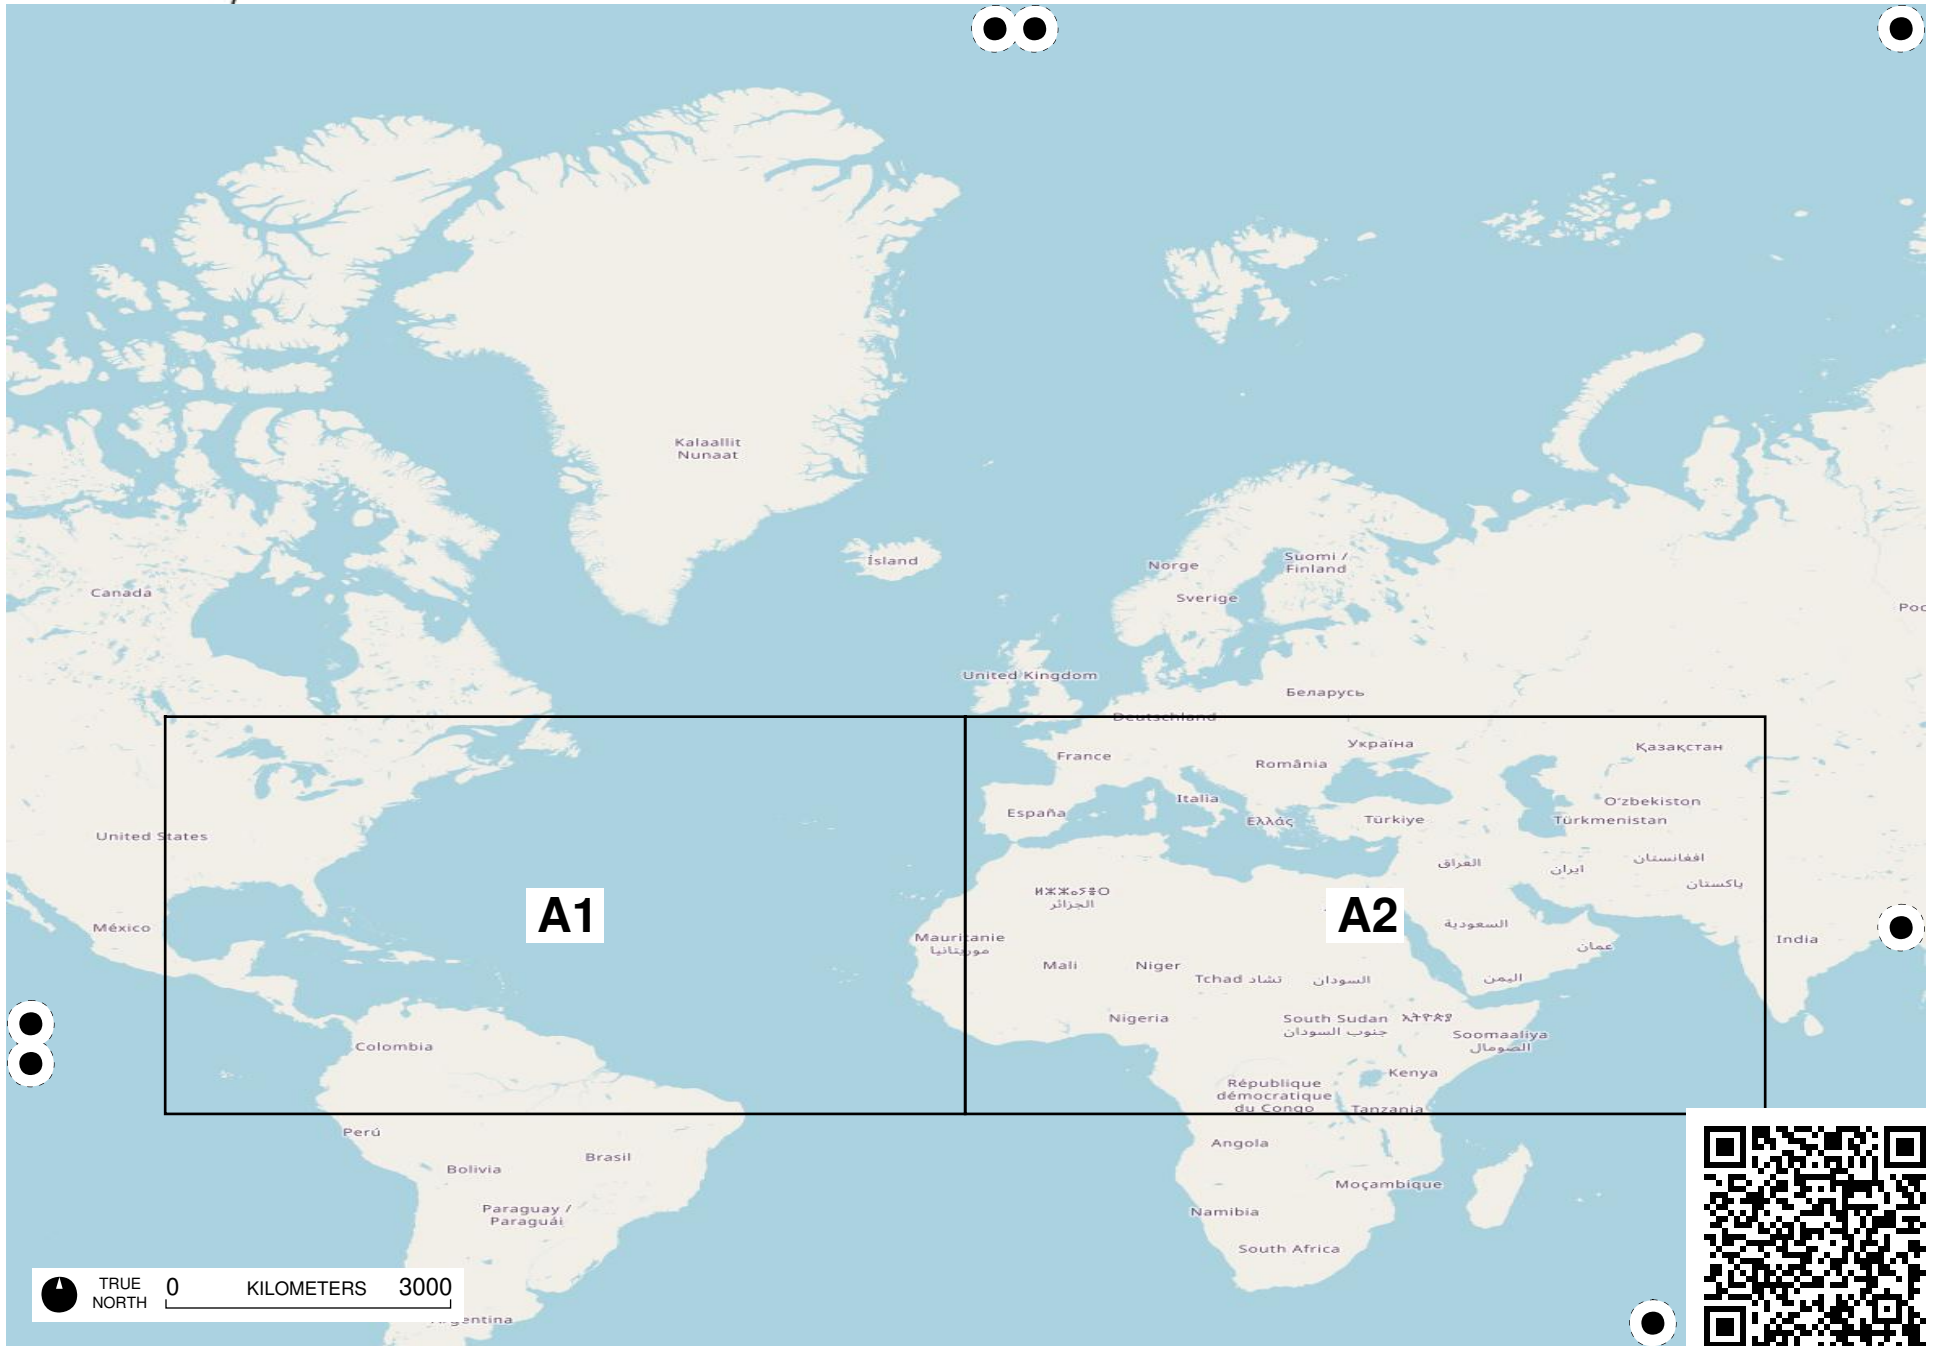 Kalaallit
Nunaat
Ísland
Norge
Suomi /
Finland
Sverige
Canada
United Kingdom
Беларусь
Deutschland
Україна
Қазақстан
France
România
Italia
O'zbekiston
España
Ελλάς
Türkiye
Türkmenistan
United States
العراق
افغانستان
ایران
پاکستان
ⵍⵣⵣⴰⵢⴻⵔ
الجزائر
A1
A2
السعودية
México
Mauritanie
موريتانيا
India
عمان
Mali
Niger
Tchad تشاد
السودان
اليمن
Nigeria
South Sudan
جنوب السودان
ኢትዮጵያ
Soomaaliya
الصومال
Colombia
Kenya
République
démocratique
du Congo
Tanzania
Perú
Angola
Brasil
Bolivia
Moçambique
Paraguay /
Paraguái
Namibia
South Africa
TRUE
NORTH
0 KILOMETERS 3000